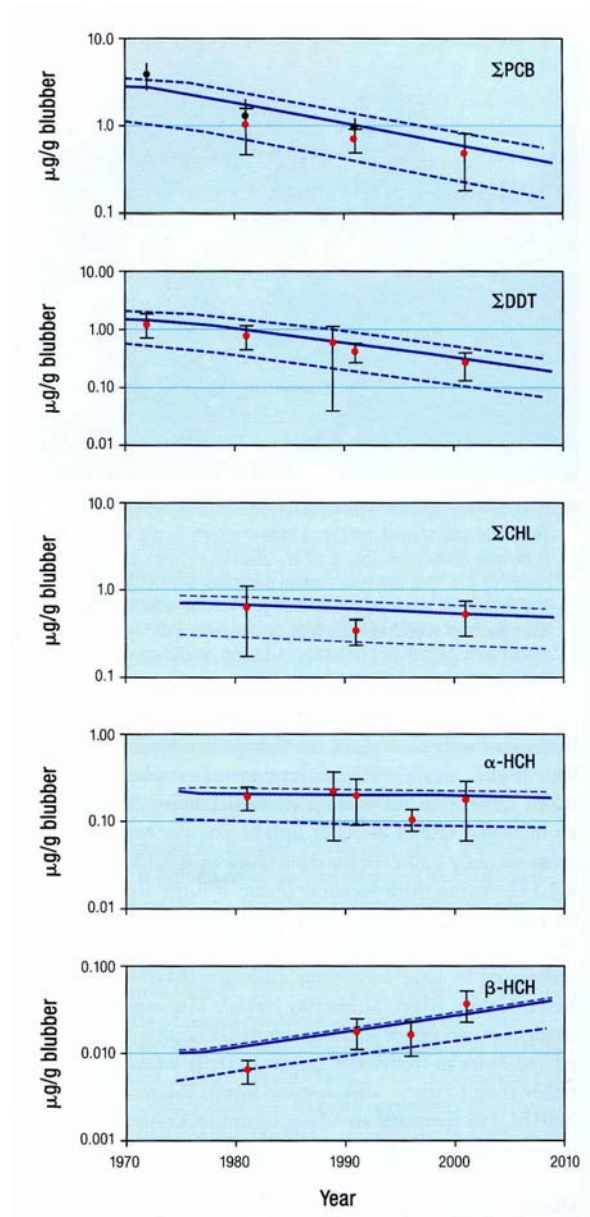 10.0
ΣPCB
1.0
0.1
μg/g blubber
10.00
ΣDDT
1.00
0.10
0.01
μg/g blubber
10.0
ΣCHL
1.0
0.1
μg/g blubber
1.00
α-HCH
0.10
0.01
μg/g blubber
0.100
β-HCH
0.010
0.001
μg/g blubber
1970 1980 1990 2000 2010
Year